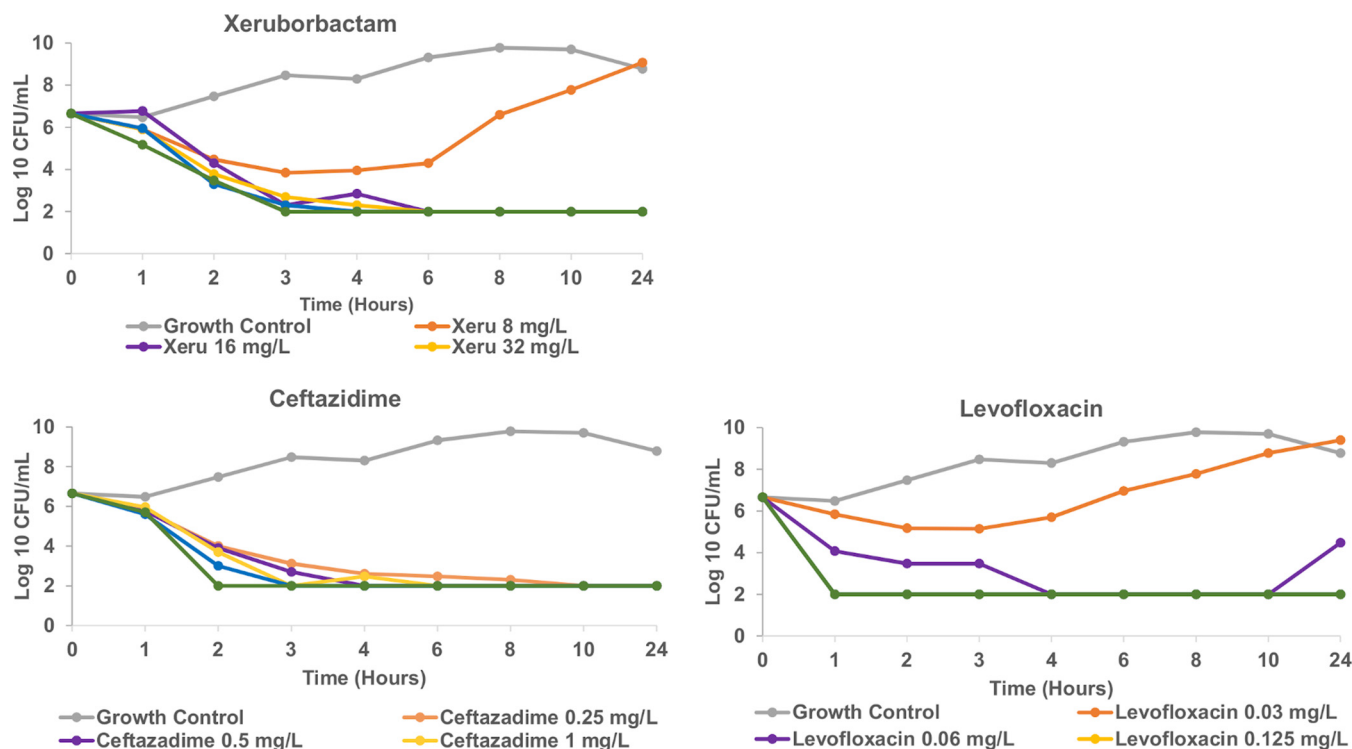 Xeruborbactam
Log 10 CFU/mL
10
8
6
4
2
0
0 1 2 3 4 6 8 10 24
Time (Hours)
Growth Control Xeru 8 mg/L
Xeru 16 mg/L Xeru 32 mg/L
Ceftazidime
Log 10 CFU/mL
10
8
6
4
2
0
0 1 2 3 4 6 8 10 24
Time (Hours)
Growth Control Ceftazadime 0.25 mg/L
Ceftazadime 0.5 mg/L Ceftazadime 1 mg/L
Levofloxacin
Log 10 CFU/mL
10
8
6
4
2
0
0 1 2 3 4 6 8 10 24
Time (Hours)
Growth Control Levofloxacin 0.03 mg/L
Levofloxacin 0.06 mg/L Levofloxacin 0.125 mg/L